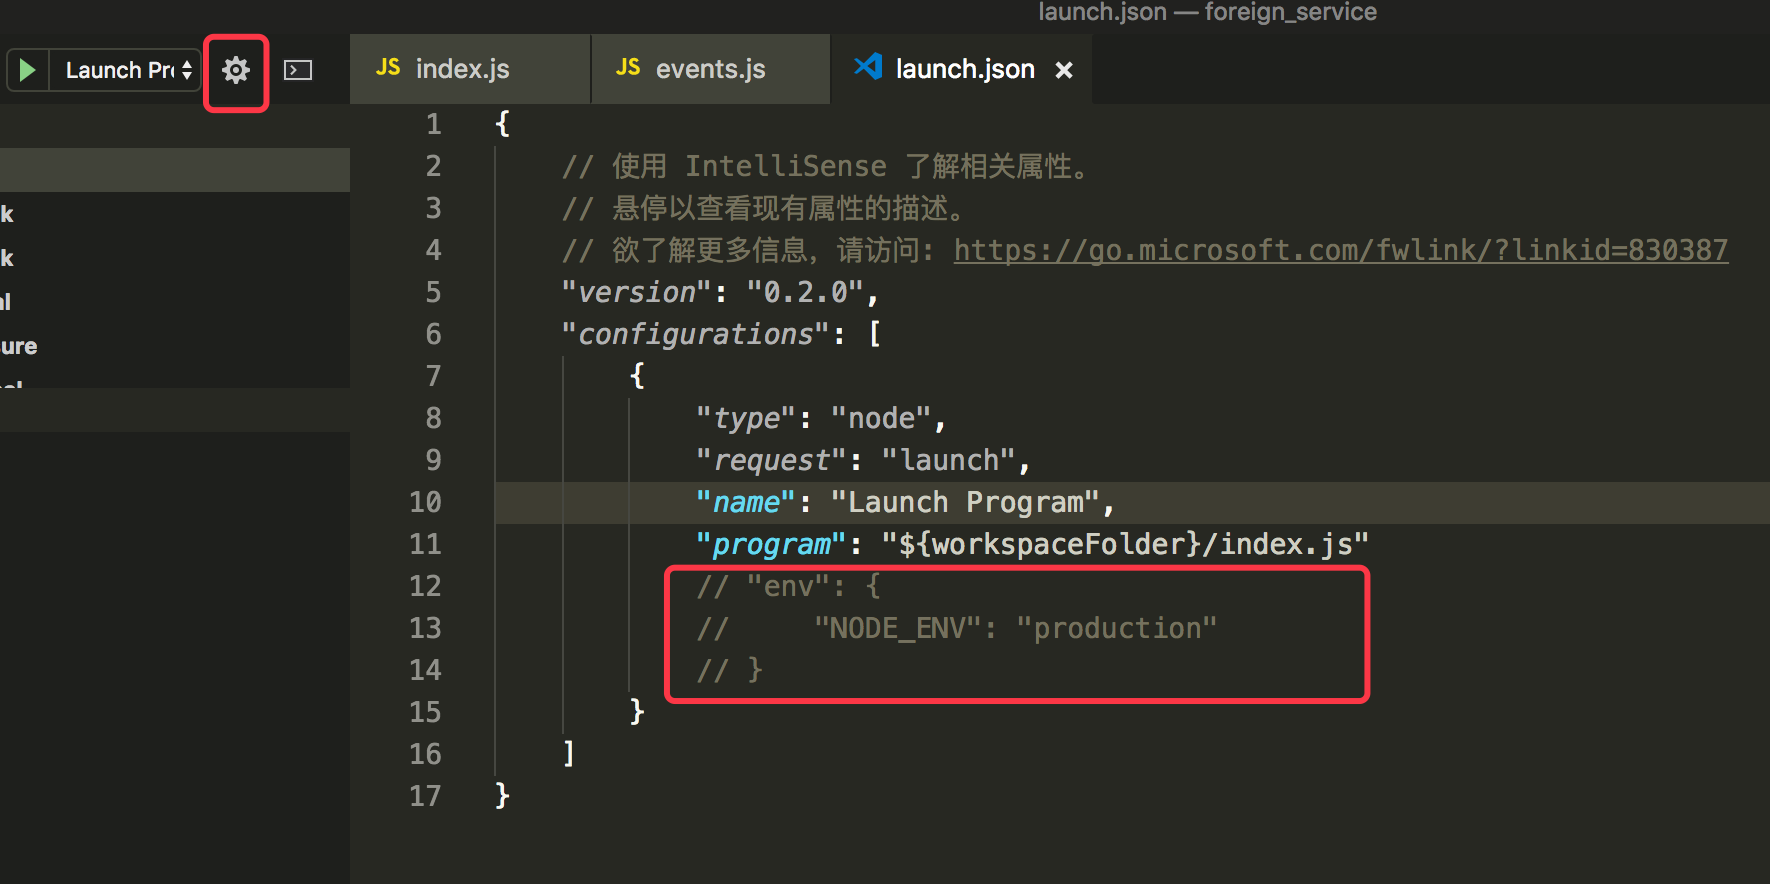 launch.json — foreign_service
Launch Pr
JS index.js
JS events.js
launch.json ×
k
k
ure
1 {
2 // 使用 IntelliSense 了解相关属性。
3 // 悬停以查看现有属性的描述。
4 // 欲了解更多信息，请访问: https://go.microsoft.com/fwlink/?linkid=830387
5 "version": "0.2.0",
6 "configurations": [
7 {
8 "type": "node",
9 "request": "launch",
10 "name": "Launch Program",
11 "program": "${workspaceFolder}/index.js"
12 // "env": {
13 // "NODE_ENV": "production"
14 // }
15 }
16 ]
17 }